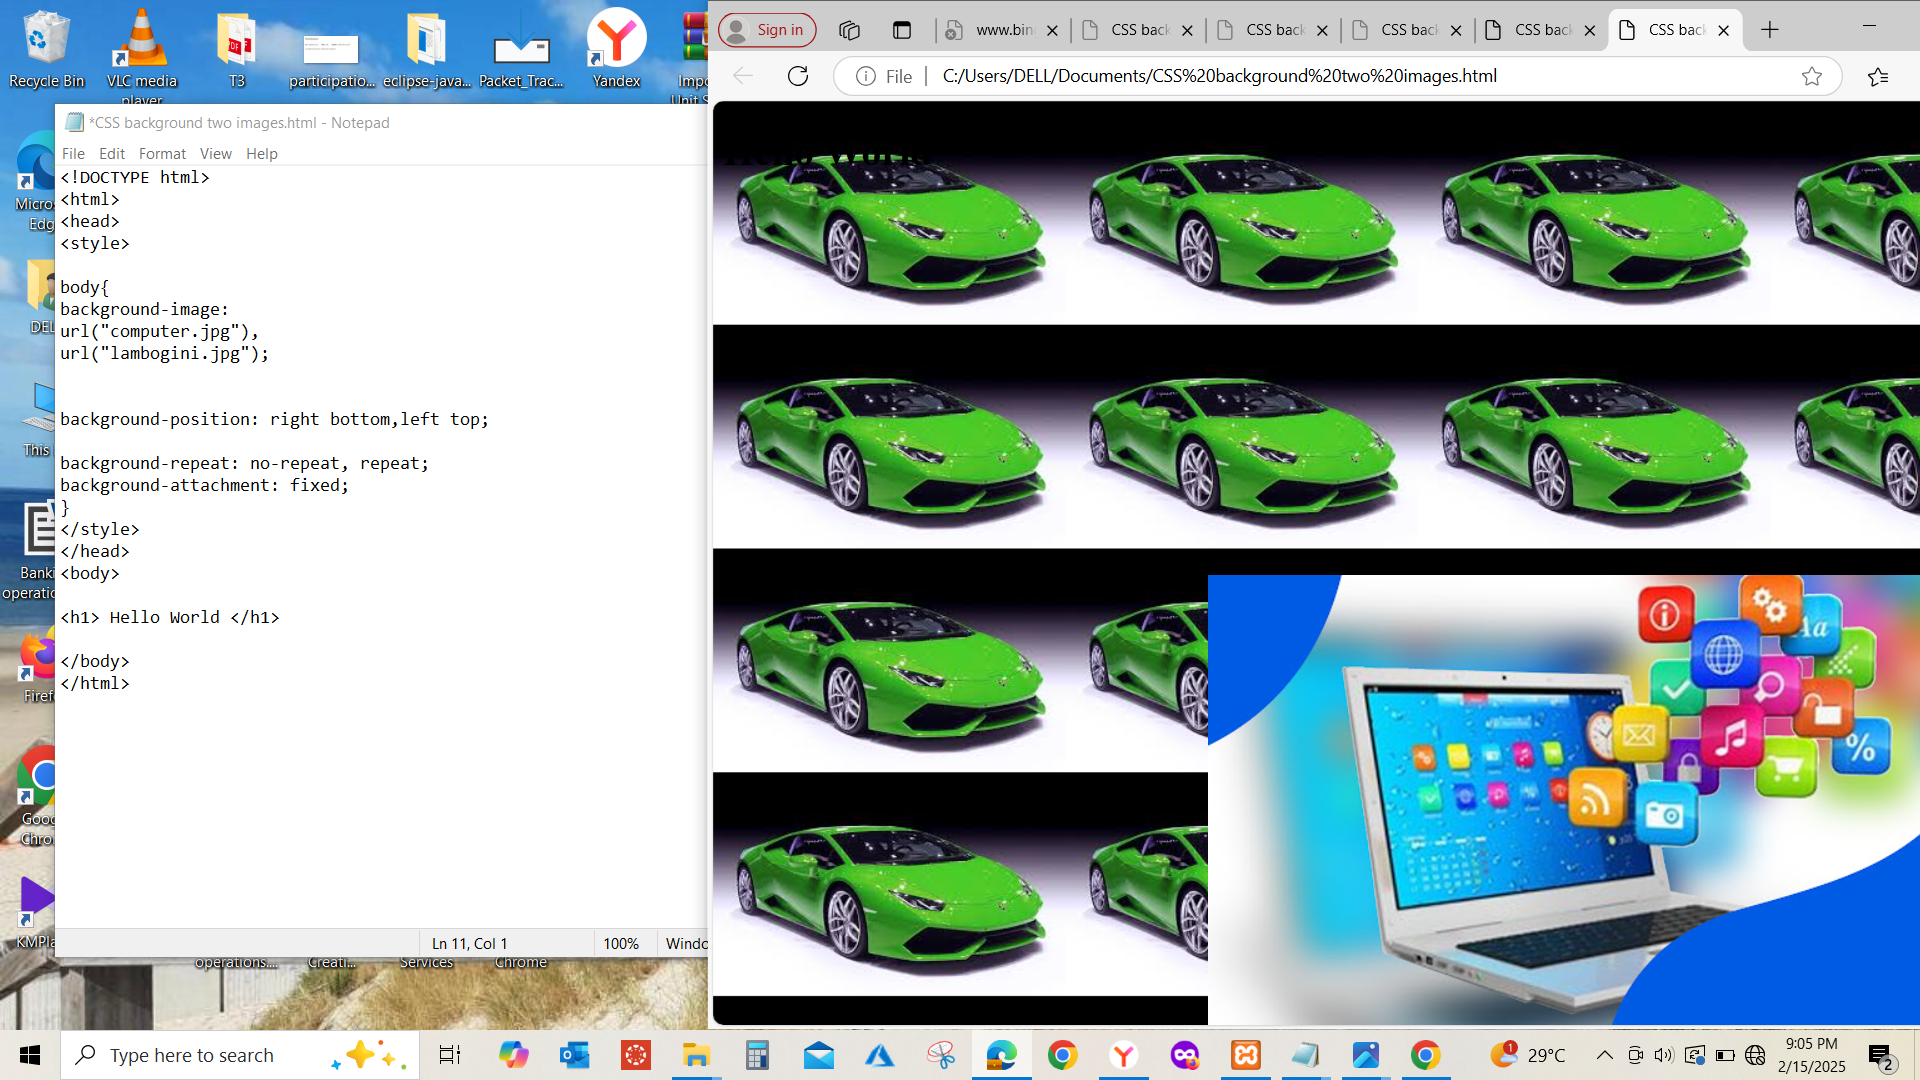 Recycle Bin
VLC media
player
T3
participatio...
eclipse-java...
Packet_Trac...
Yandex
Impo
Unit S
Sign in
www.bin
CSS back
CSS back
CSS back
CSS back
CSS back
File
C:/Users/DELL/Documents/CSS%20background%20two%20images.html
*CSS background two images.html - Notepad
File Edit Format View Help
<!DOCTYPE html>
<html>
<head>
<style>
body{
background-image:
url("computer.jpg"),
url("lambogini.jpg");
background-position: right bottom,left top;
background-repeat: no-repeat, repeat;
background-attachment: fixed;
}
</style>
</head>
<body>
<h1> Hello World </h1>
</body>
</html>
Ln 11, Col 1
100%
Windo
Micros
Edg
DEL
This
Banki
operatio
Firef
Goog
Chro
KMPla
operations....
Creati...
Services
Chrome
Hello World
Aa
%
Type here to search
1
29°C
9:05 PM
2/15/2025
2